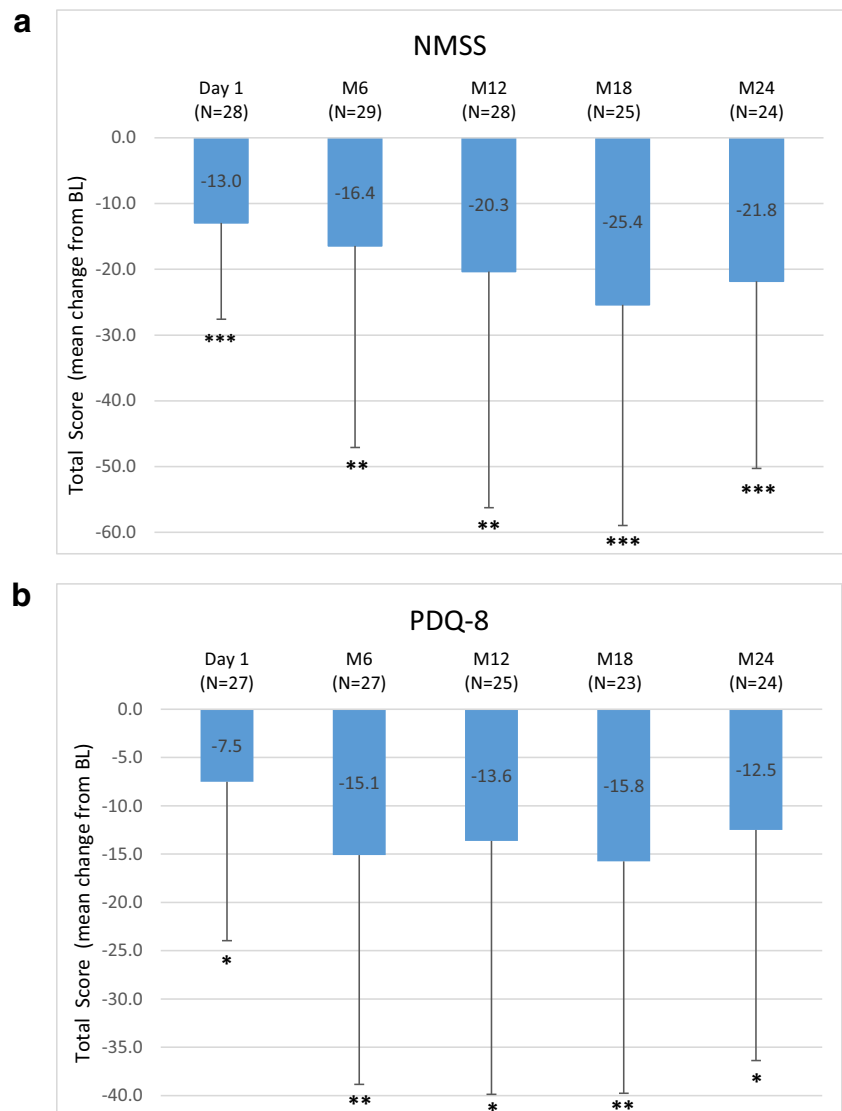 a
NMSS
Day 1 M6 M12 M18 M24
(N=28) (N=29) (N=28) (N=25) (N=24)
0.0
-10.0
-20.0
-30.0
-40.0
-50.0
-60.0
Total Score (mean change from BL)
-13.0 -16.4 -20.3 -25.4 -21.8
*** ** ** *** ***
b
PDQ-8
Day 1 M6 M12 M18 M24
(N=27) (N=27) (N=25) (N=23) (N=24)
0.0
-5.0
-10.0
-15.0
-20.0
-25.0
-30.0
-35.0
-40.0
Total Score (mean change from BL)
-7.5 -15.1 -13.6 -15.8 -12.5
* ** * ** *